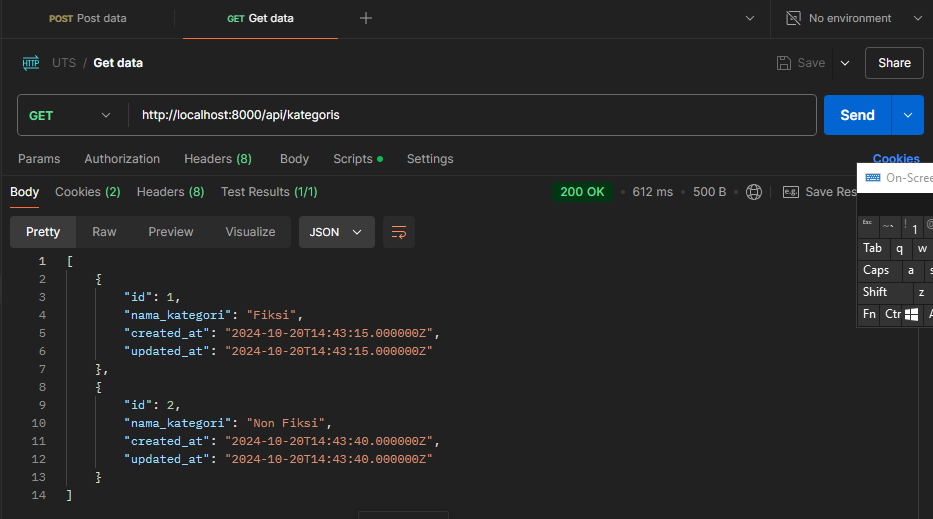 POST Post data
GET Get data
No environment
HTTP UTS / Get data
Save
Share
GET
http://localhost:8000/api/kategoris
Send
Params Authorization Headers (8) Body Scripts Settings
Cookies
Body Cookies (2) Headers (8) Test Results (1/1)
200 OK 612 ms 500 B e.g. Save Res
On-Scree
Pretty Raw Preview Visualize JSON
1 [
2 {
3 "id": 1,
4 "nama_kategori": "Fiksi",
5 "created_at": "2024-10-20T14:43:15.000000Z",
6 "updated_at": "2024-10-20T14:43:15.000000Z"
7 },
8 {
9 "id": 2,
10 "nama_kategori": "Non Fiksi",
11 "created_at": "2024-10-20T14:43:40.000000Z",
12 "updated_at": "2024-10-20T14:43:40.000000Z"
13 }
14 ]
Esc ~ ` ! 1 @
Tab q w
Caps a s
Shift z
Fn Ctr A